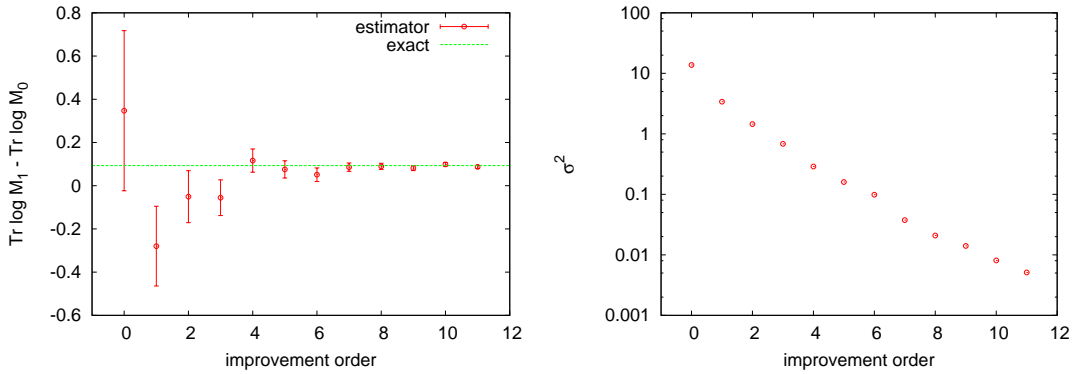 Tr log M1 - Tr log M0
0.8
0.6
0.4
0.2
0
-0.2
-0.4
-0.6
estimator
exact
0 2 4 6 8 10 12
improvement order
σ2
100
10
1
0.1
0.01
0.001
0 2 4 6 8 10 12
improvement order